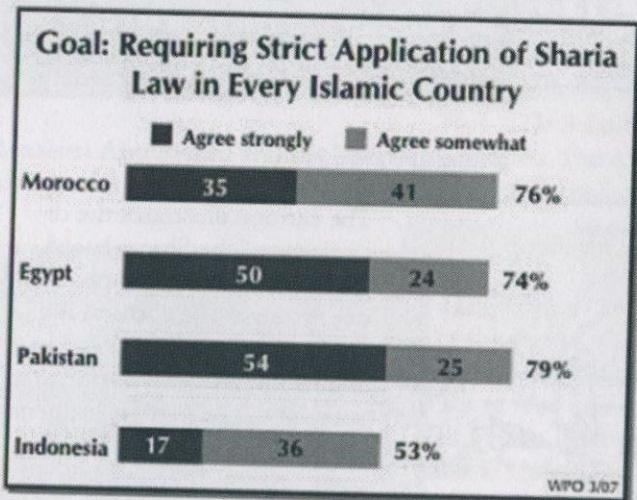 Goal: Requiring Strict Application of Sharia
Law in Every Islamic Country
Agree strongly Agree somewhat
Morocco 35 41 76%
Egypt 50 24 74%
Pakistan 54 25 79%
Indonesia 17 36 53%
WPO 3/07